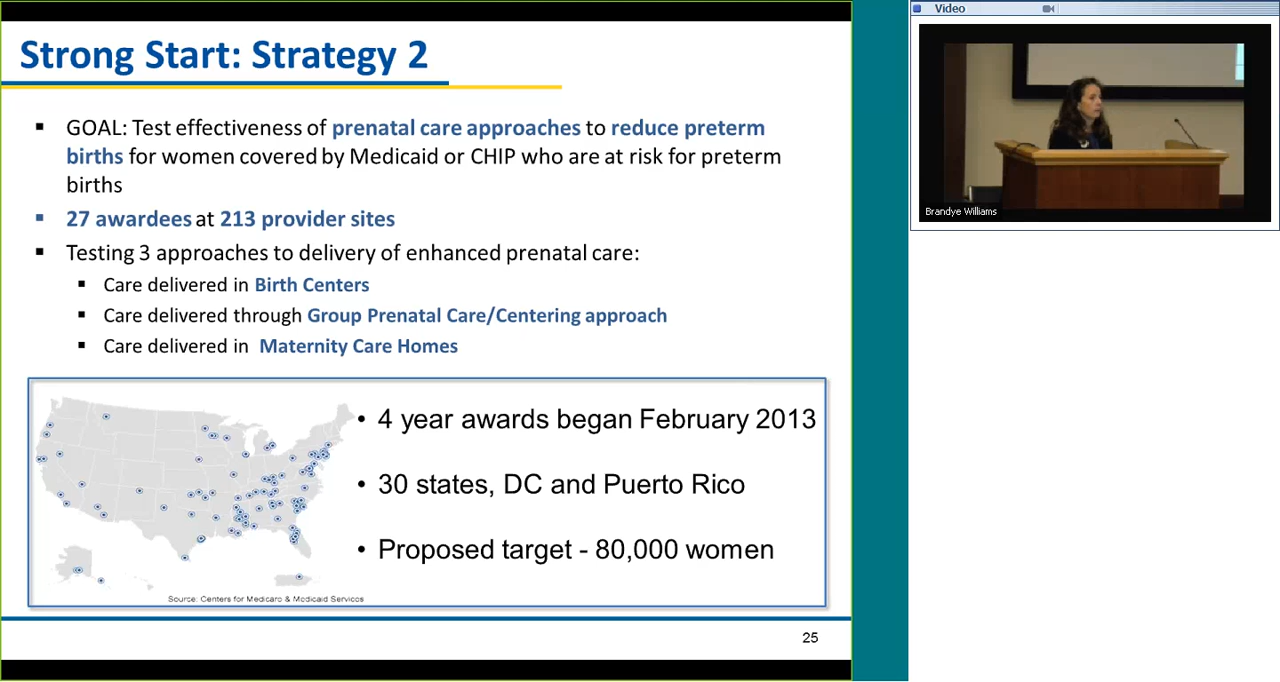 Strong Start: Strategy 2
▪ GOAL: Test effectiveness of prenatal care approaches to reduce preterm
births for women covered by Medicaid or CHIP who are at risk for preterm
births
▪ 27 awardees at 213 provider sites
▪ Testing 3 approaches to delivery of enhanced prenatal care:
▪ Care delivered in Birth Centers
▪ Care delivered through Group Prenatal Care/Centering approach
▪ Care delivered in Maternity Care Homes
• 4 year awards began February 2013
• 30 states, DC and Puerto Rico
• Proposed target - 80,000 women
Source: Centers for Medicare & Medicaid Services
25
Video
Brandye Williams